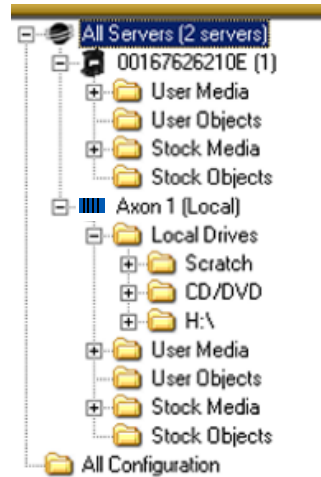 All Servers (2 servers)
00167626210E (1)
User Media
User Objects
Stock Media
Stock Objects
Axon 1 (Local)
Local Drives
Scratch
CD/DVD
H:\
User Media
User Objects
Stock Media
Stock Objects
All Configuration